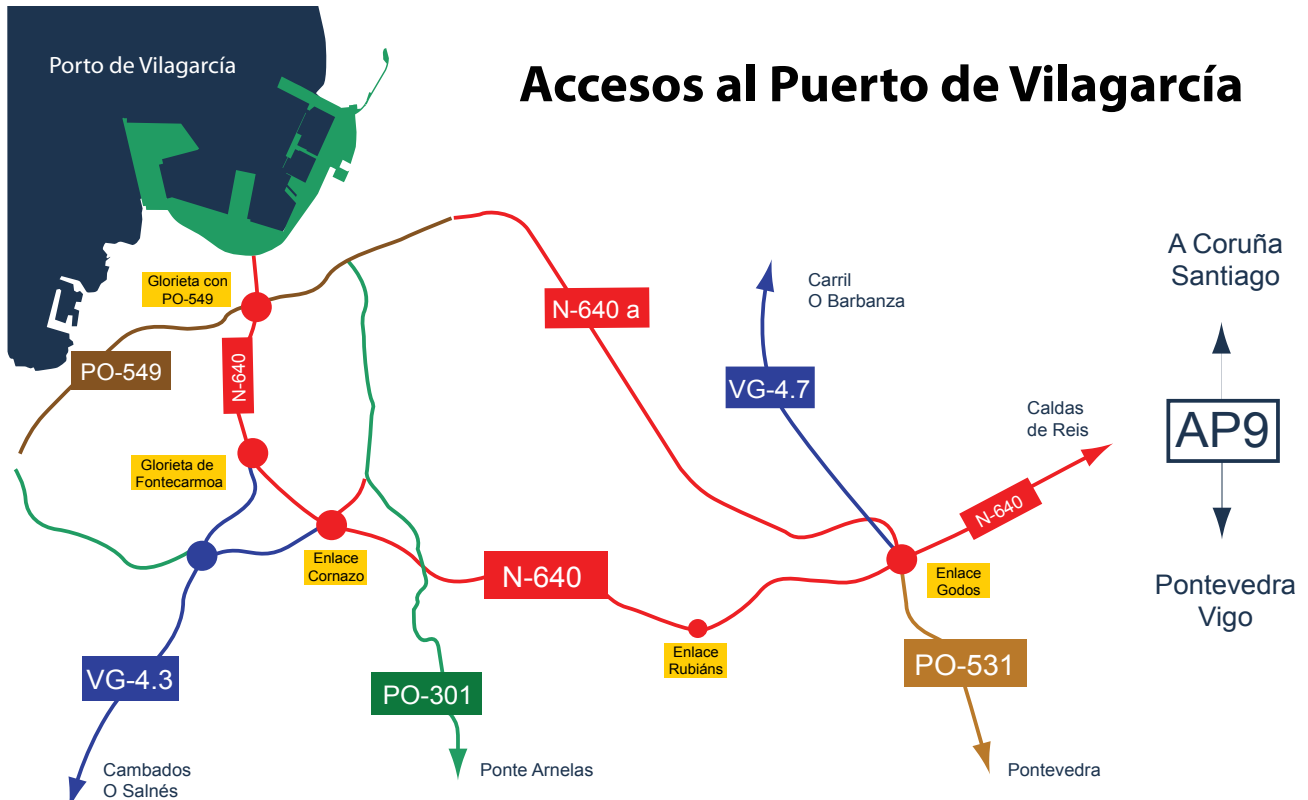 Porto de Vilagarcía
Accesos al Puerto de Vilagarcía
A Coruña
Santiago
Glorieta con
PO-549
Carril
O Barbanza
N-640 a
PO-549
N-640
VG-4.7
Caldas
de Reis
AP9
Glorieta de
Fontecarmoa
N-640
Enlace
Cornazo
N-640
Enlace
Godos
Pontevedra
Vigo
Enlace
Rubiáns
VG-4.3
PO-301
PO-531
Cambados
O Salnés
Ponte Arnelas
Pontevedra